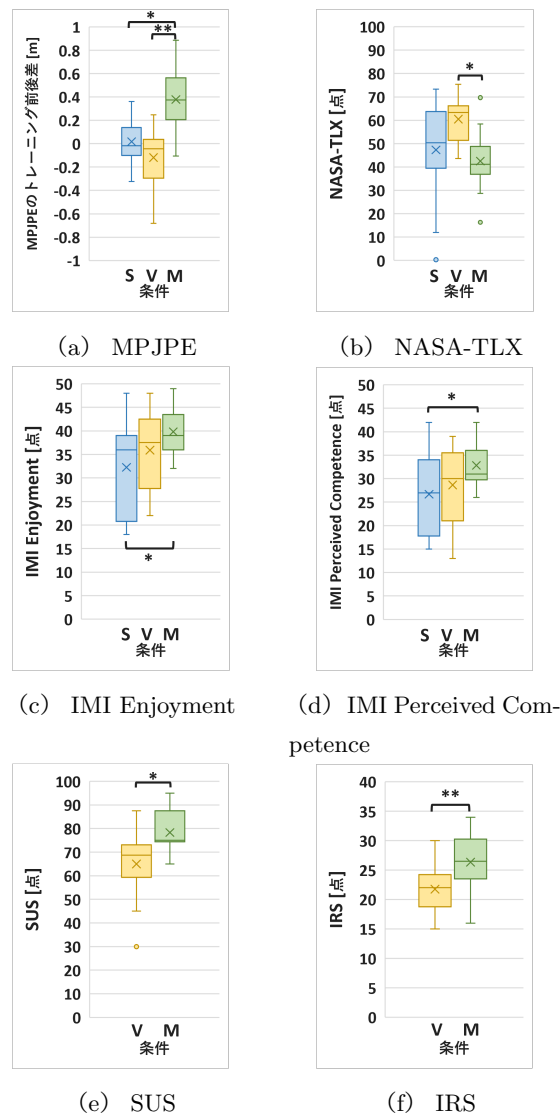 MPJPEのトレーニング前後差 [m]
1
0.8
0.6
0.4
0.2
0
-0.2
-0.4
-0.6
-0.8
-1
*
**
S V M
条件
(a) MPJPE
NASA-TLX [点]
100
90
80
70
60
50
40
30
20
10
0
*
S V M
条件
(b) NASA-TLX
IMI Enjoyment [点]
50
45
40
35
30
25
20
15
10
5
0
*
S V M
条件
(c) IMI Enjoyment
IMI Perceived Competence [点]
50
45
40
35
30
25
20
15
10
5
0
*
S V M
条件
(d) IMI Perceived Com-
petence
SUS [点]
100
90
80
70
60
50
40
30
20
10
0
*
V M
条件
(e) SUS
IRS [点]
40
35
30
25
20
15
10
5
0
**
V M
条件
(f) IRS